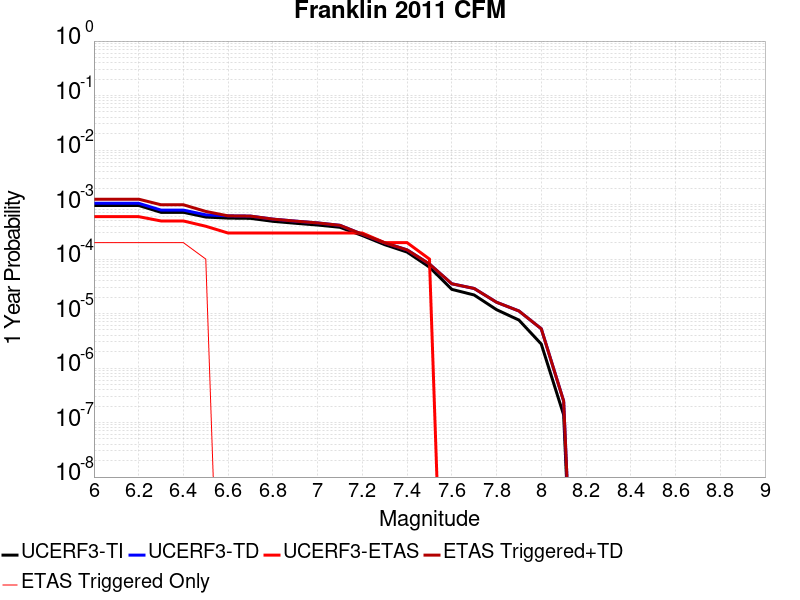 Franklin 2011 CFM
1 Year Probability
10^0
10^-1
10^-2
10^-3
10^-4
10^-5
10^-6
10^-7
10^-8
6 6.2 6.4 6.6 6.8 7 7.2 7.4 7.6 7.8 8 8.2 8.4 8.6 8.8 9
Magnitude
UCERF3-TI UCERF3-TD UCERF3-ETAS ETAS Triggered+TD
ETAS Triggered Only